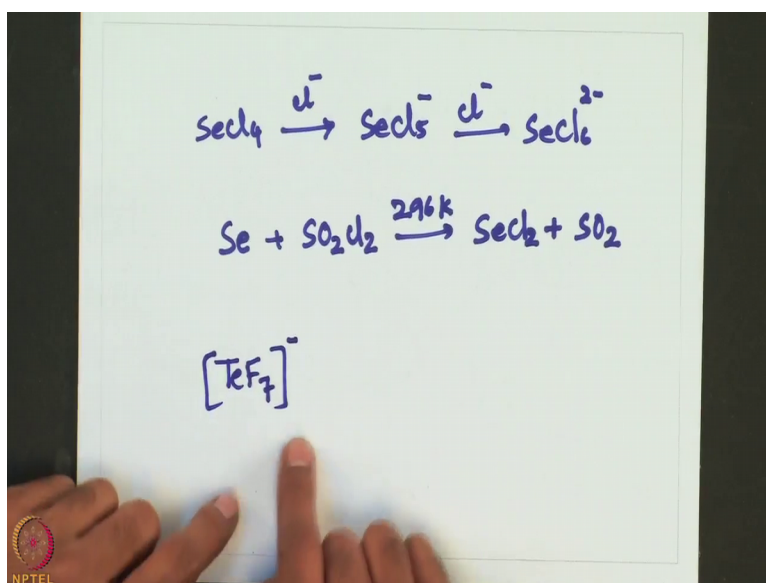 SeCl₄ —Cl⁻→ SeCl₅⁻ —Cl⁻→ SeCl₆²⁻
Se + SO₂Cl₂ —296K→ SeCl₂ + SO₂
[TeF₇]⁻
NPTEL